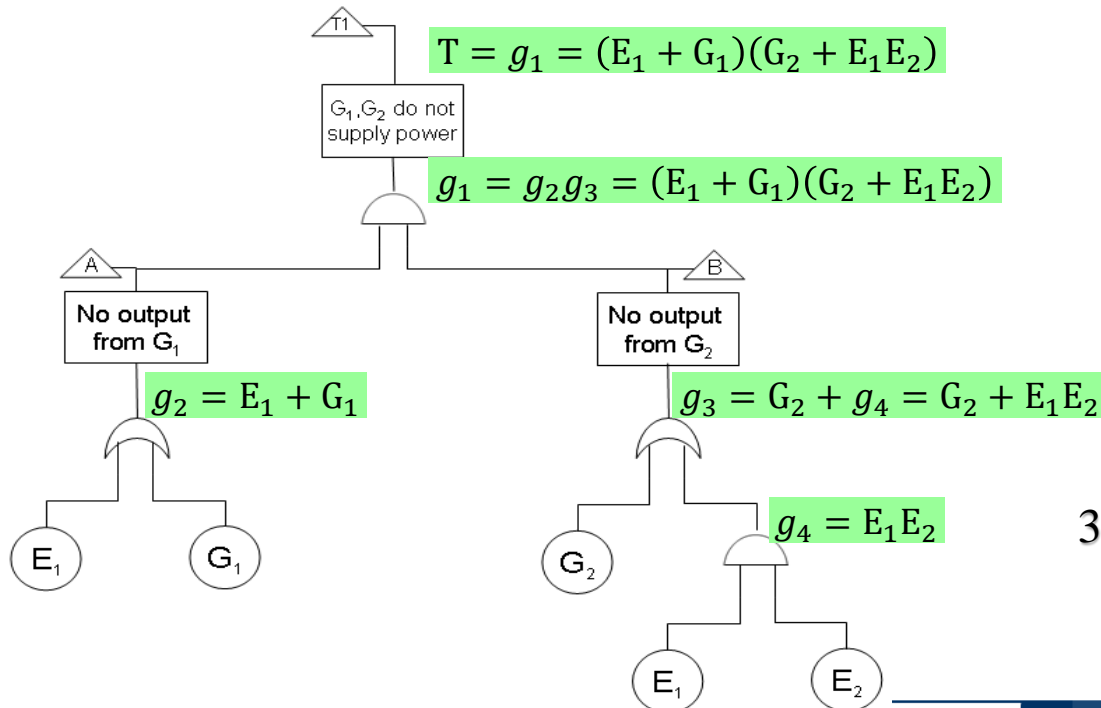 T1
T = g₁ = (E₁ + G₁)(G₂ + E₁E₂)
G₁,G₂ do not
supply power
g₁ = g₂g₃ = (E₁ + G₁)(G₂ + E₁E₂)
A
B
No output
from G₁
No output
from G₂
g₂ = E₁ + G₁
g₃ = G₂ + g₄ = G₂ + E₁E₂
g₄ = E₁E₂
3
E₁
G₁
G₂
E₁
E₂